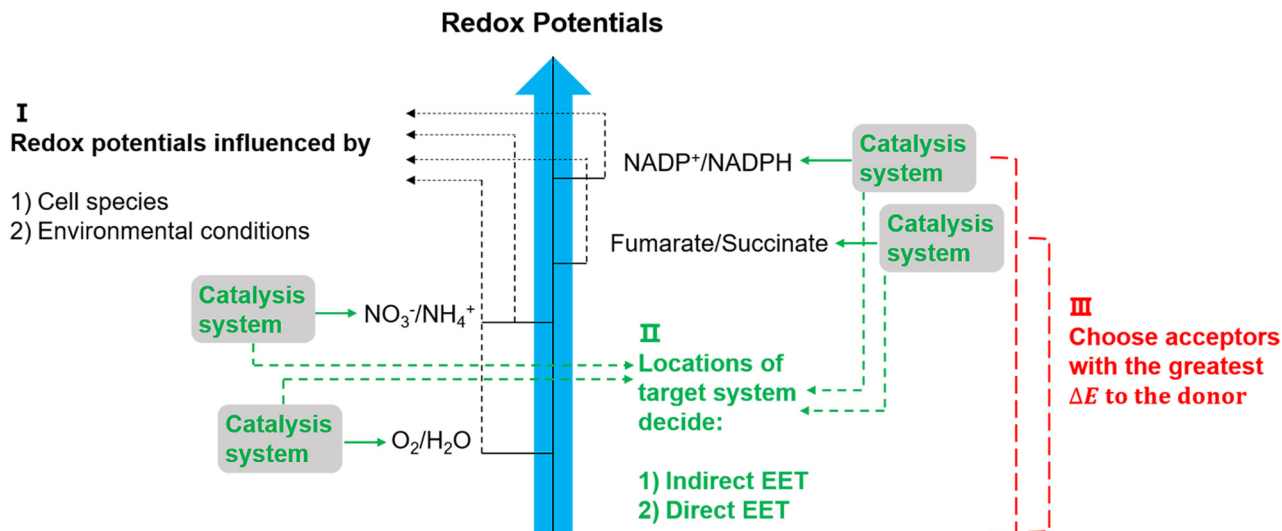 Redox Potentials
I
Redox potentials influenced by
1) Cell species
2) Environmental conditions
NADP⁺/NADPH
Catalysis
system
Fumarate/Succinate
Catalysis
system
Catalysis
system
NO₃⁻/NH₄⁺
Catalysis
system
O₂/H₂O
II
Locations of
target system
decide:
1) Indirect EET
2) Direct EET
III
Choose acceptors
with the greatest
ΔE to the donor